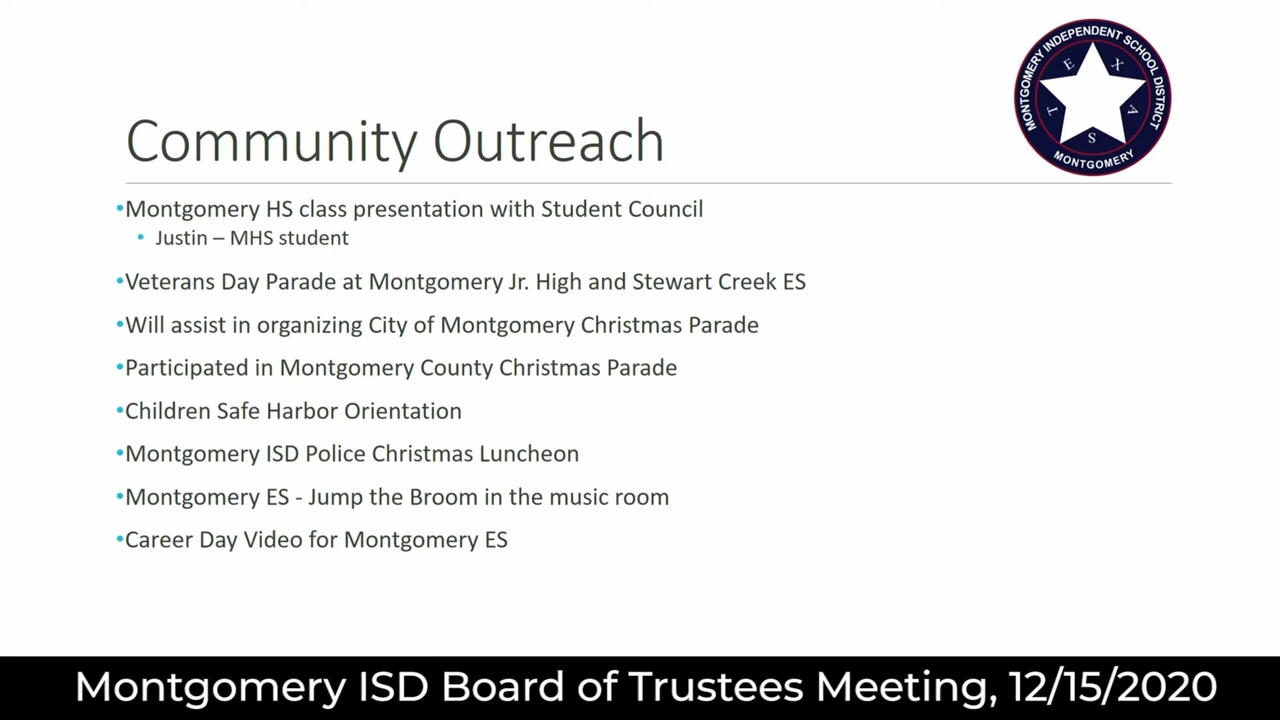 MONTGOMERY INDEPENDENT SCHOOL DISTRICT
T E X A S
MONTGOMERY
Community Outreach
•Montgomery HS class presentation with Student Council
• Justin – MHS student
•Veterans Day Parade at Montgomery Jr. High and Stewart Creek ES
•Will assist in organizing City of Montgomery Christmas Parade
•Participated in Montgomery County Christmas Parade
•Children Safe Harbor Orientation
•Montgomery ISD Police Christmas Luncheon
•Montgomery ES - Jump the Broom in the music room
•Career Day Video for Montgomery ES
Montgomery ISD Board of Trustees Meeting, 12/15/2020